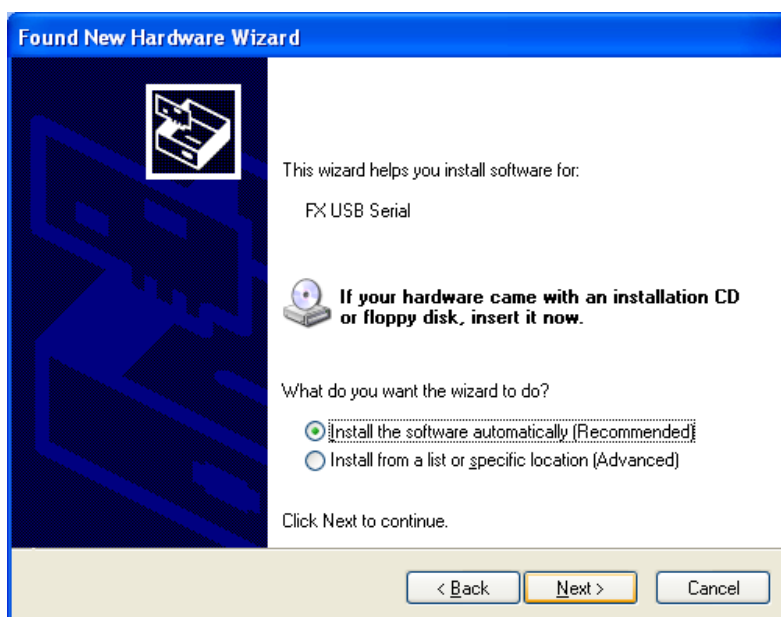 Found New Hardware Wizard
This wizard helps you install software for:
FX USB Serial
If your hardware came with an installation CD
or floppy disk, insert it now.
What do you want the wizard to do?
Install the software automatically (Recommended)
Install from a list or specific location (Advanced)
Click Next to continue.
< Back Next > Cancel